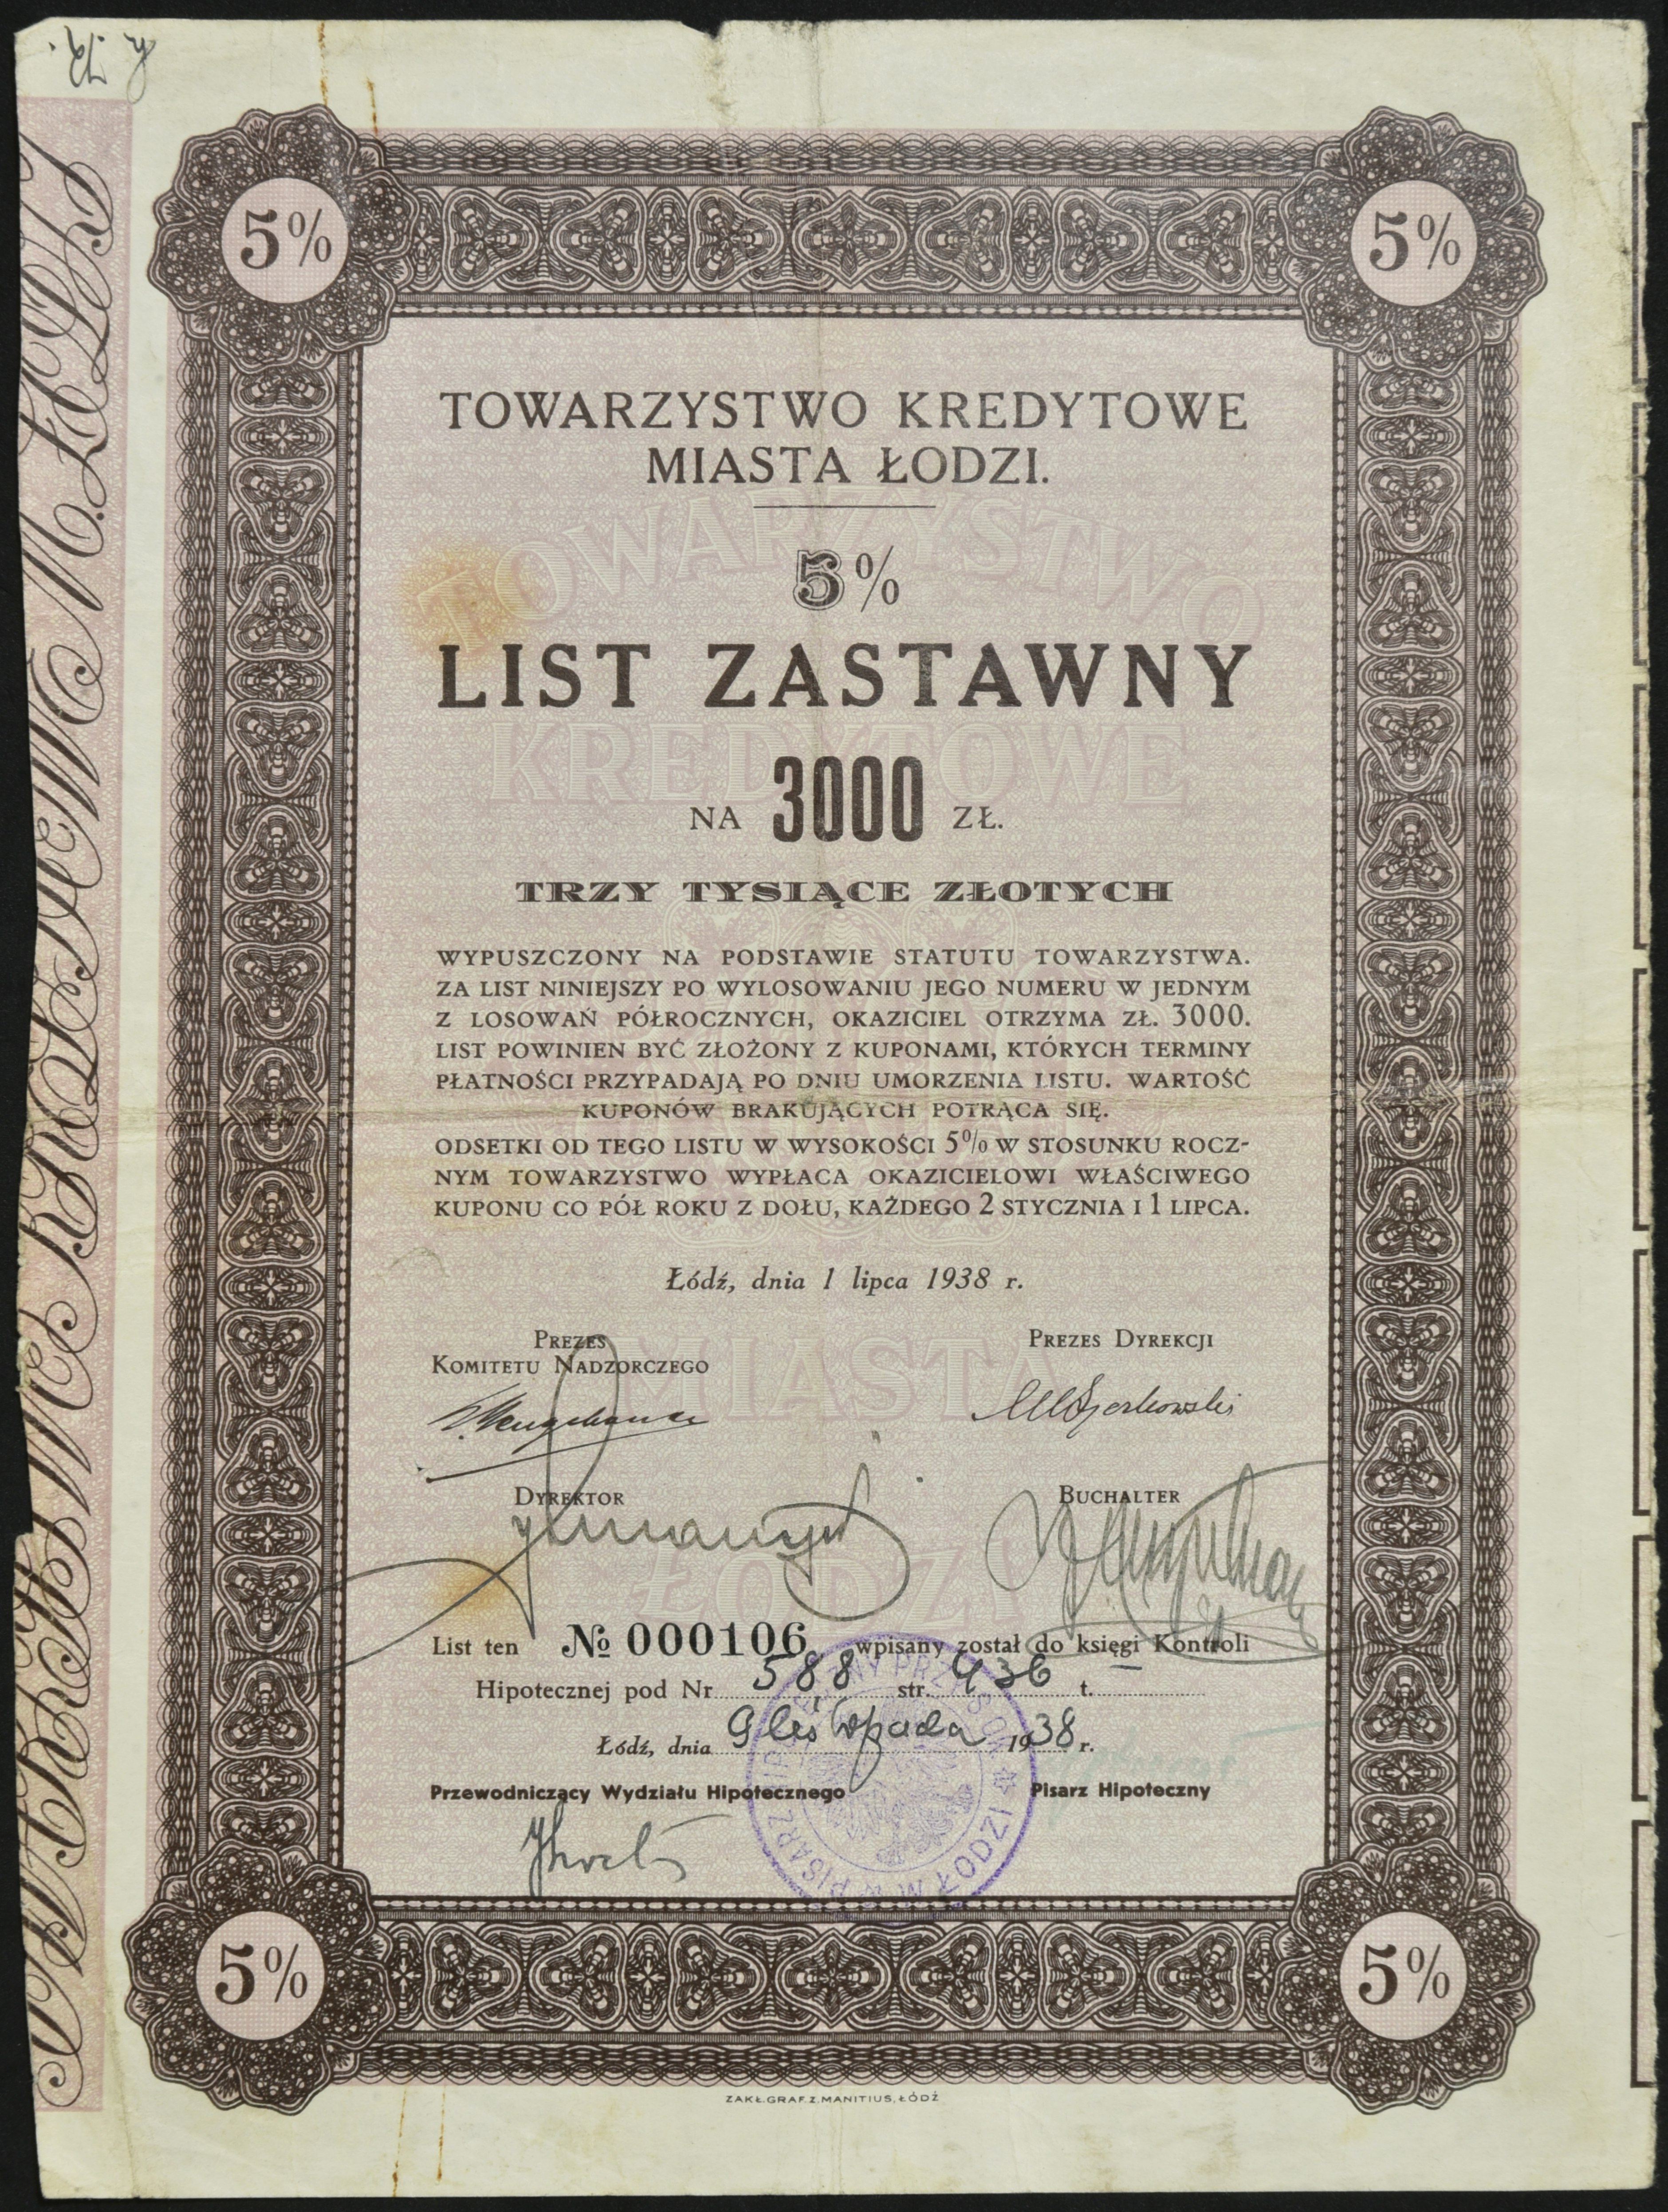 5%
5%
TOWARZYSTWO KREDYTOWE
MIASTA ŁODZI.
5%
LIST ZASTAWNY
NA 3000 ZŁ.
TRZY TYSIĄCE ZŁOTYCH
WYPUSZCZONY NA PODSTAWIE STATUTU TOWARZYSTWA.
ZA LIST NINIEJSZY PO WYLOSOWANIU JEGO NUMERU W JEDNYM
Z LOSOWAŃ PÓŁROCZNYCH, OKAZICIEL OTRZYMA ZŁ. 3000.
LIST POWINIEN BYĆ ZŁOŻONY Z KUPONAMI, KTÓRYCH TERMINY
PŁATNOŚCI PRZYPADAJĄ PO DNIU UMORZENIA LISTU. WARTOŚĆ
KUPONÓW BRAKUJĄCYCH POTRĄCA SIĘ.
ODSETKI OD TEGO LISTU W WYSOKOŚCI 5% W STOSUNKU ROCZ-
NYM TOWARZYSTWO WYPŁACA OKAZICIELOWI WŁAŚCIWEGO
KUPONU CO PÓŁ ROKU Z DOŁU, KAŻDEGO 2 STYCZNIA I 1 LIPCA.
Łódź, dnia 1 lipca 1938 r.
PREZES
KOMITETU NADZORCZEGO
PREZES DYREKCJI
DYREKTOR
BUCHALTER
List ten № 000106 wpisany został do księgi Kontroli
Hipotecznej pod Nr 588 str. 436 t. –
Łódź, dnia 9 listopada 1938 r.
Przewodniczący Wydziału Hipotecznego
Pisarz Hipoteczny
5%
5%
ZAKŁ. GRAF. Z. MANITIUS, ŁÓDŹ
TOWARZYSTWO
KREDYTOWE
MIASTA
ŁODZI